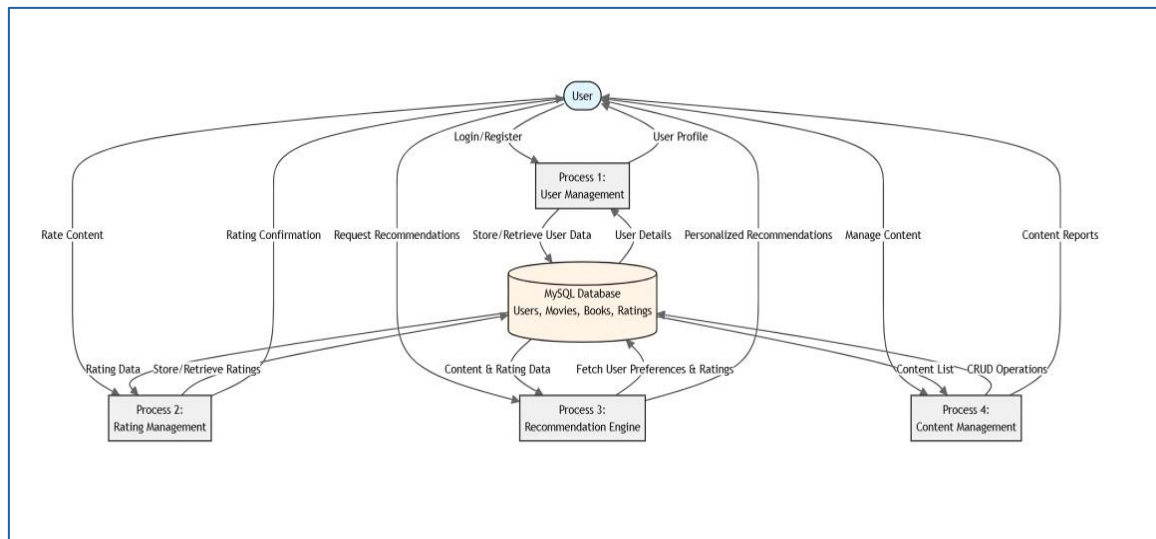 User
Login/Register
User Profile
Process 1:
User Management
Rate Content
Rating Confirmation
Request Recommendations
Store/Retrieve User Data
User Details
Personalized Recommendations
Manage Content
Content Reports
MySQL Database
Users, Movies, Books, Ratings
Rating Data
Store/Retrieve Ratings
Content & Rating Data
Fetch User Preferences & Ratings
Content List
CRUD Operations
Process 2:
Rating Management
Process 3:
Recommendation Engine
Process 4:
Content Management